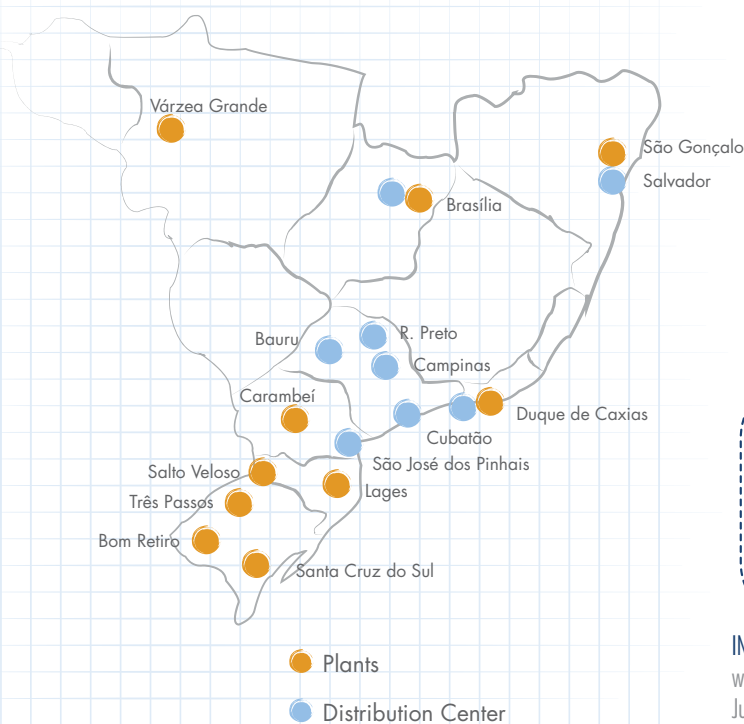 Várzea Grande
São Gonçalo
Salvador
Brasília
R. Preto
Bauru
Campinas
Carambeí
Duque de Caxias
Cubatão
São José dos Pinhais
Salto Veloso
Lages
Três Passos
Bom Retiro
Santa Cruz do Sul
Plants
Distribution Center